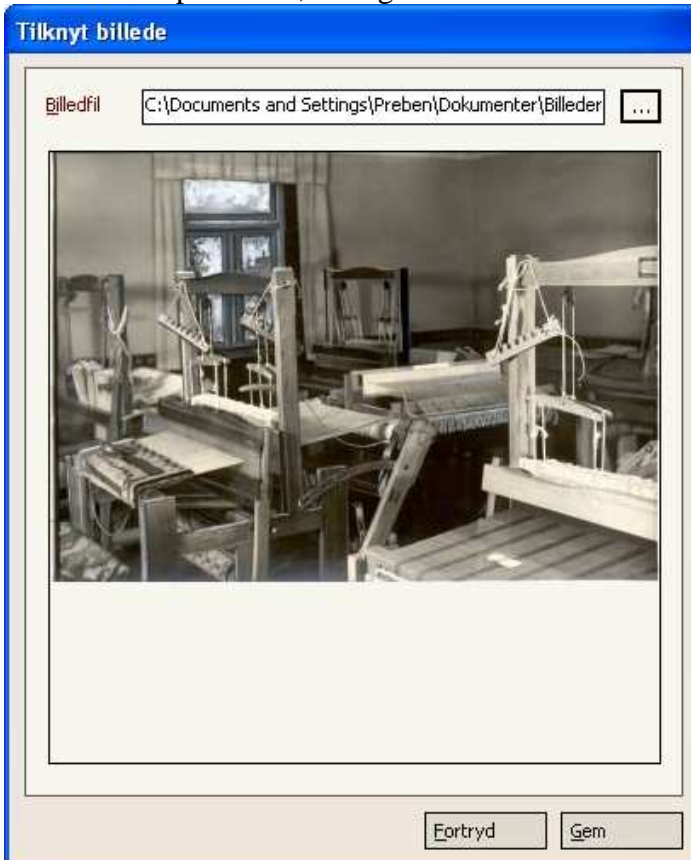 Tilknyt billede
Billedfil C:\Documents and Settings\Preben\Dokumenter\Billeder ...
Fortryd Gem